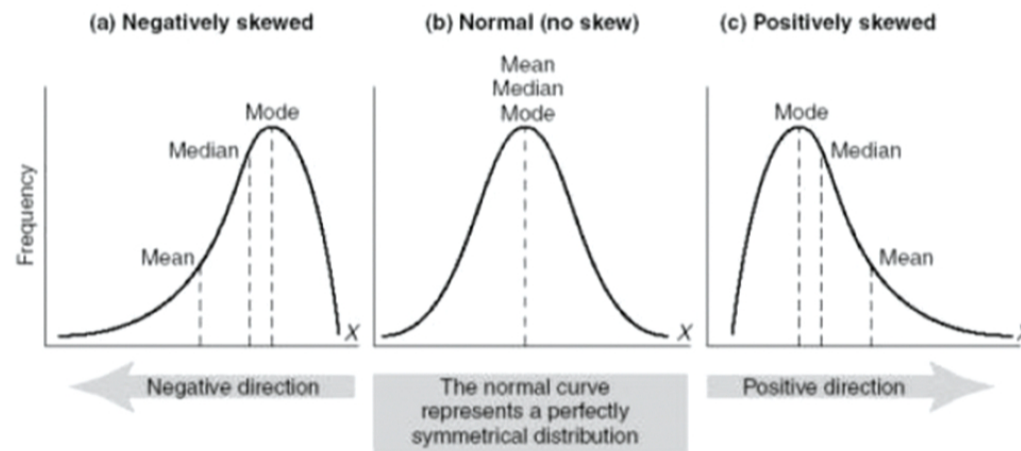 (a) Negatively skewed
(b) Normal (no skew)
(c) Positively skewed
Frequency
Mode
Median
Mean
X
Mean
Median
Mode
X
Mode
Median
Mean
Negative direction
The normal curve
represents a perfectly
symmetrical distribution
Positive direction